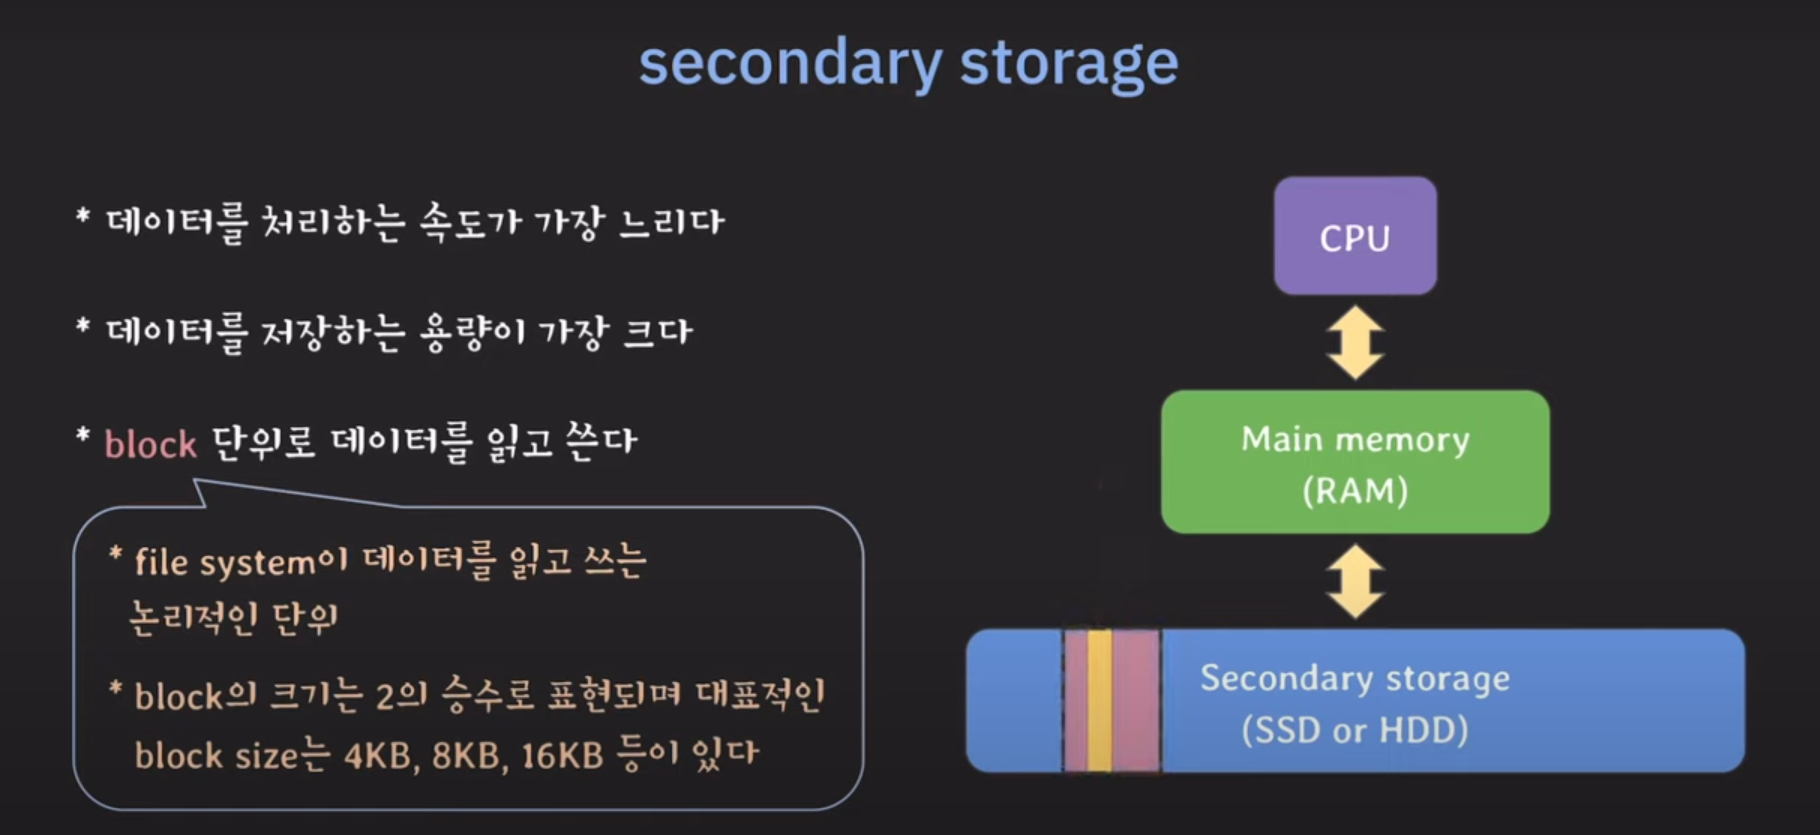 secondary storage
* 데이터를 처리하는 속도가 가장 느리다
* 데이터를 저장하는 용량이 가장 크다
* block 단위로 데이터를 읽고 쓴다
* file system이 데이터를 읽고 쓰는
논리적인 단위
* block의 크기는 2의 승수로 표현되며 대표적인
block size는 4KB, 8KB, 16KB 등이 있다
CPU
Main memory
(RAM)
Secondary storage
(SSD or HDD)